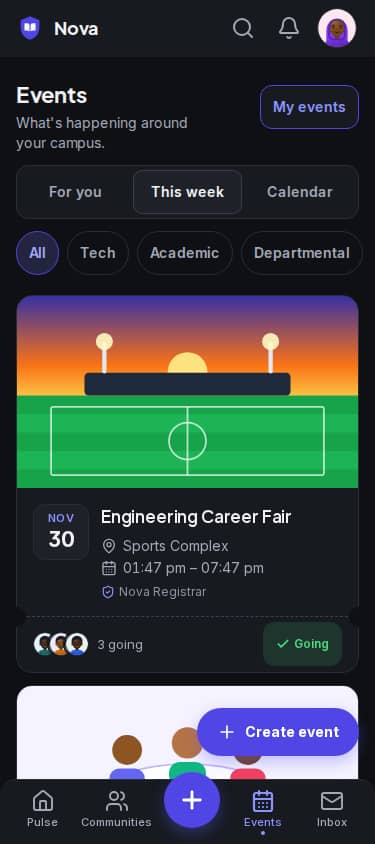 Nova
Events
My events
What's happening around
your campus.
For you
This week
Calendar
All
Tech
Academic
Departmental
NOV
30
Engineering Career Fair
Sports Complex
01:47 pm – 07:47 pm
Nova Registrar
3 going
Going
Create event
Pulse
Communities
Events
Inbox